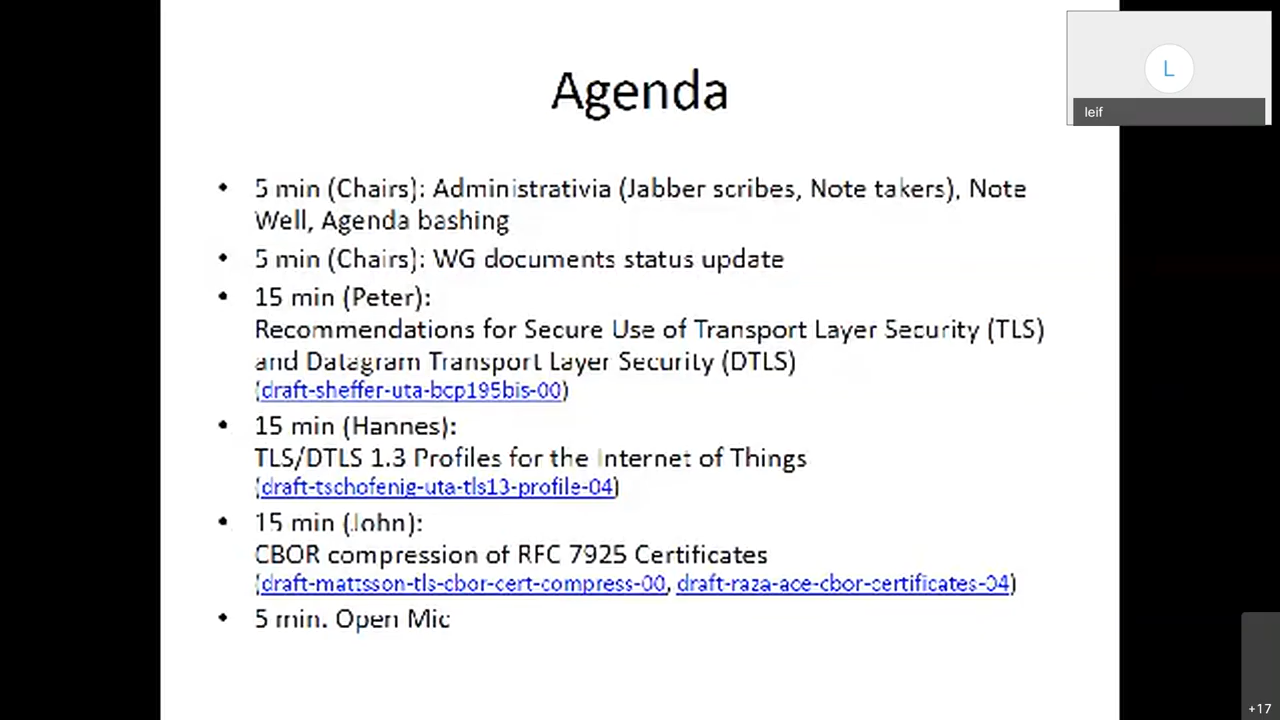 Agenda
• 5 min (Chairs): Administrativia (Jabber scribes, Note takers), Note
Well, Agenda bashing
• 5 min (Chairs): WG documents status update
• 15 min (Peter):
Recommendations for Secure Use of Transport Layer Security (TLS)
and Datagram Transport Layer Security (DTLS)
(draft-sheffer-uta-bcp195bis-00)
• 15 min (Hannes):
TLS/DTLS 1.3 Profiles for the Internet of Things
(draft-tschofenig-uta-tls13-profile-04)
• 15 min (John):
CBOR compression of RFC 7925 Certificates
(draft-mattsson-tls-cbor-cert-compress-00, draft-raza-ace-cbor-certificates-04)
• 5 min. Open Mic
L
leif
+17